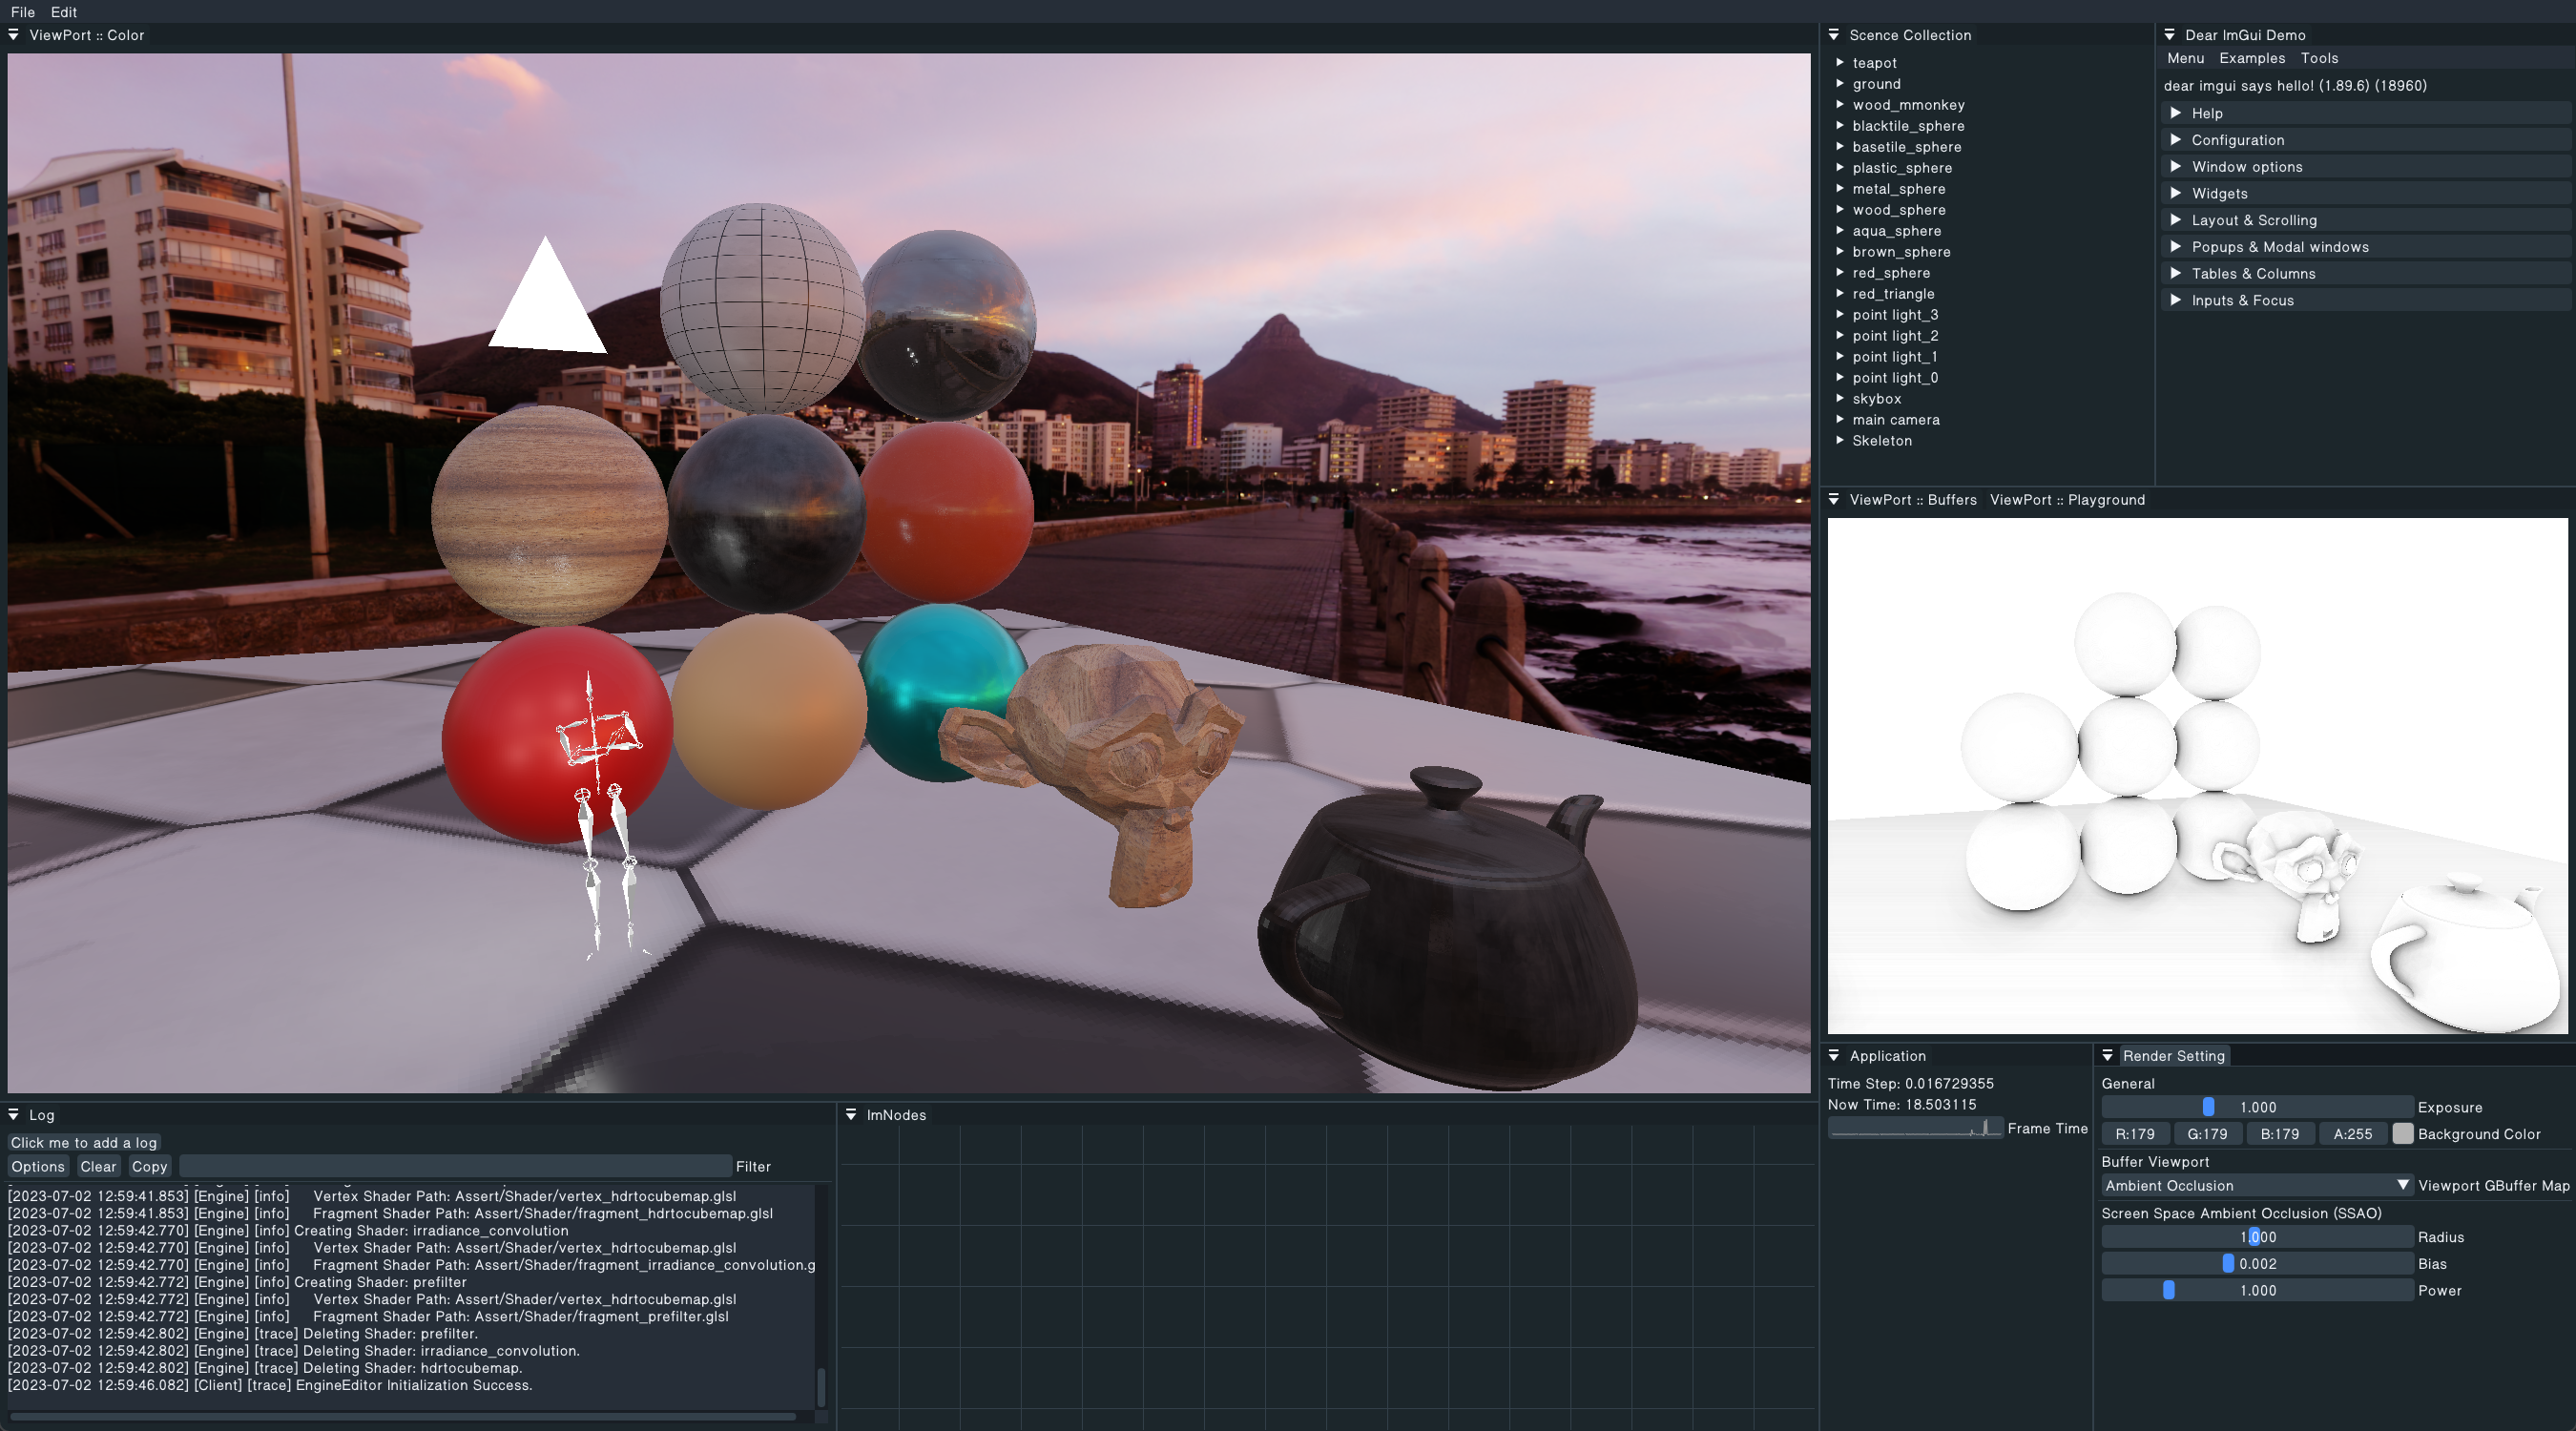 File Edit
ViewPort :: Color
Scence Collection
teapot
ground
wood_mmonkey
blacktile_sphere
basetile_sphere
plastic_sphere
metal_sphere
wood_sphere
aqua_sphere
brown_sphere
red_sphere
red_triangle
point light_3
point light_2
point light_1
point light_0
skybox
main camera
Skeleton
Dear ImGui Demo
Menu Examples Tools
dear imgui says hello! (1.89.6) (18960)
Help
Configuration
Window options
Widgets
Layout & Scrolling
Popups & Modal windows
Tables & Columns
Inputs & Focus
ViewPort :: Buffers ViewPort :: Playground
Log
Click me to add a log
Options Clear Copy Filter
[2023-07-02 12:59:41.853] [Engine] [info] Vertex Shader Path: Assert/Shader/vertex_hdrtocubemap.glsl
[2023-07-02 12:59:41.853] [Engine] [info] Fragment Shader Path: Assert/Shader/fragment_hdrtocubemap.glsl
[2023-07-02 12:59:42.770] [Engine] [info] Creating Shader: irradiance_convolution
[2023-07-02 12:59:42.770] [Engine] [info] Vertex Shader Path: Assert/Shader/vertex_hdrtocubemap.glsl
[2023-07-02 12:59:42.770] [Engine] [info] Fragment Shader Path: Assert/Shader/fragment_irradiance_convolution.g
[2023-07-02 12:59:42.772] [Engine] [info] Creating Shader: prefilter
[2023-07-02 12:59:42.772] [Engine] [info] Vertex Shader Path: Assert/Shader/vertex_hdrtocubemap.glsl
[2023-07-02 12:59:42.772] [Engine] [info] Fragment Shader Path: Assert/Shader/fragment_prefilter.glsl
[2023-07-02 12:59:42.802] [Engine] [trace] Deleting Shader: prefilter.
[2023-07-02 12:59:42.802] [Engine] [trace] Deleting Shader: irradiance_convolution.
[2023-07-02 12:59:42.802] [Engine] [trace] Deleting Shader: hdrtocubemap.
[2023-07-02 12:59:46.082] [Client] [trace] EngineEditor Initialization Success.
ImNodes
Application
Time Step: 0.016729355
Now Time: 18.503115
Frame Time
Render Setting
General
1.000 Exposure
R:179 G:179 B:179 A:255 Background Color
Buffer Viewport
Ambient Occlusion Viewport GBuffer Map
Screen Space Ambient Occlusion (SSAO)
1.000 Radius
0.002 Bias
1.000 Power